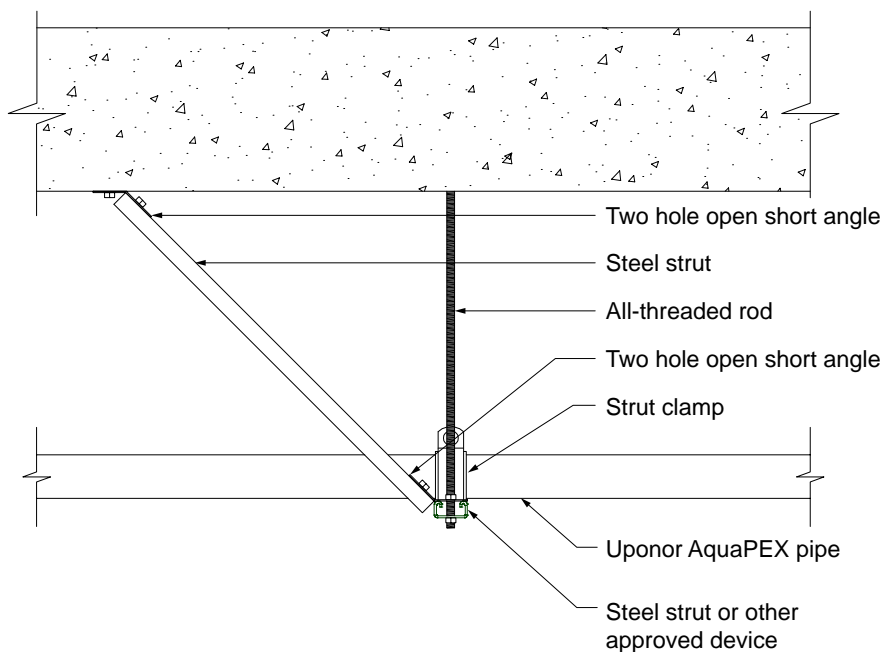 Two hole open short angle
Steel strut
All-threaded rod
Two hole open short angle
Strut clamp
Uponor AquaPEX pipe
Steel strut or other
approved device